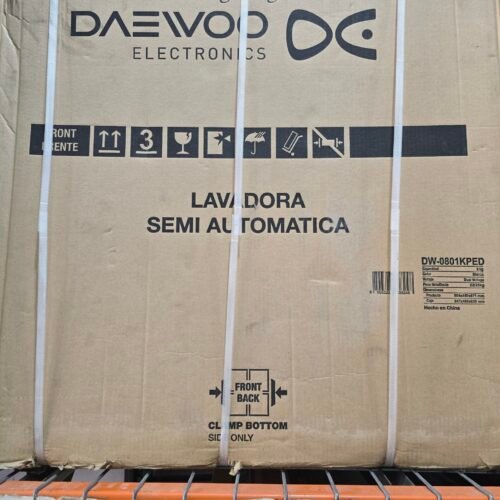 DAEWOO
ELECTRONICS
FRONT
FRENTE
3
LAVADORA
SEMI AUTOMATICA
DW-0801KPED
Hecho en China
FRONT
BACK
CLAMP BOTTOM
SIDE ONLY